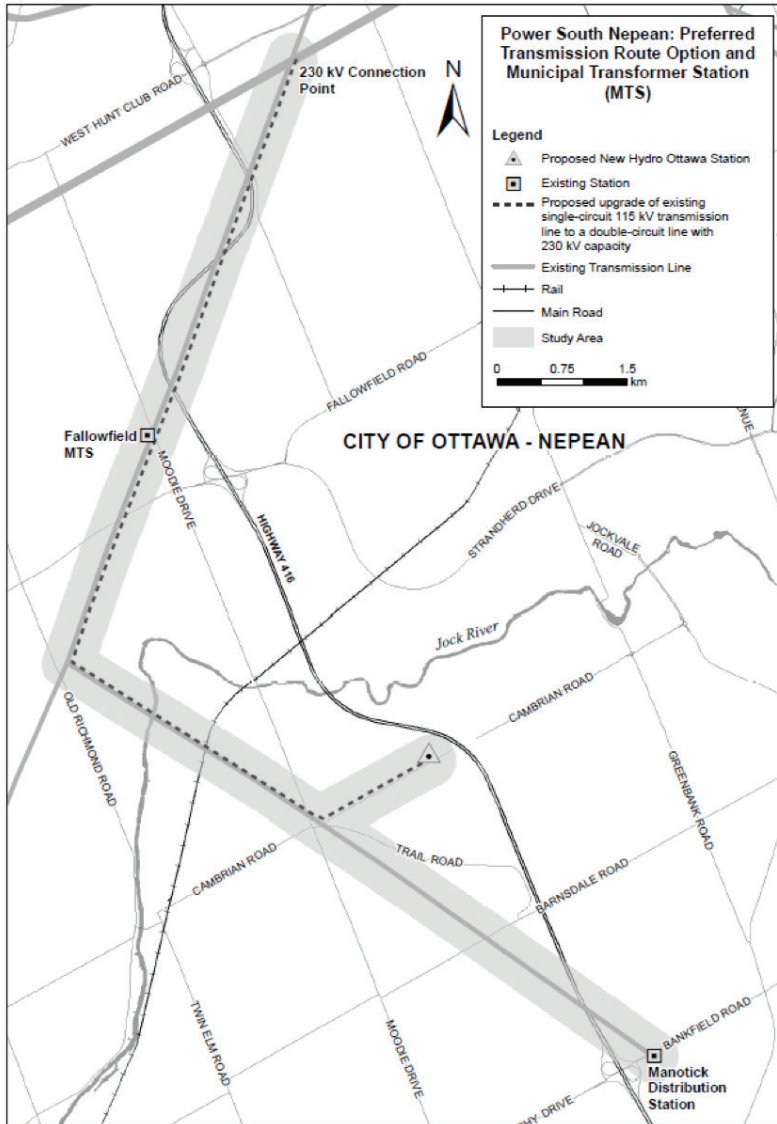 Power South Nepean: Preferred
Transmission Route Option and
Municipal Transformer Station
(MTS)
Legend
Proposed New Hydro Ottawa Station
Existing Station
Proposed upgrade of existing
single-circuit 115 kV transmission
line to a double-circuit line with
230 kV capacity
Existing Transmission Line
Rail
Main Road
Study Area
0 0.75 1.5
km
N
230 kV Connection
Point
WEST HUNT CLUB ROAD
FALLOWFIELD ROAD
Fallowfield
MTS
MOODIE DRIVE
CITY OF OTTAWA - NEPEAN
HIGHWAY 416
STRANDHERD DRIVE
JOCKVALE
ROAD
Jock River
CAMBRIAN ROAD
OLD RICHMOND ROAD
GREENBANK ROAD
CAMBRIAN ROAD
TRAIL ROAD
BARNSDALE ROAD
TWIN ELM ROAD
MOODIE DRIVE
BANKFIELD ROAD
Manotick
Distribution
Station
DRIVE